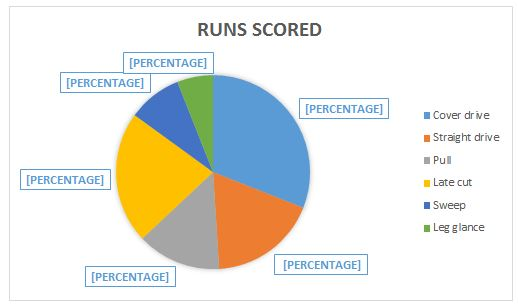 RUNS SCORED
[PERCENTAGE]
[PERCENTAGE]
[PERCENTAGE]
[PERCENTAGE]
[PERCENTAGE]
[PERCENTAGE]
Cover drive
Straight drive
Pull
Late cut
Sweep
Leg glance